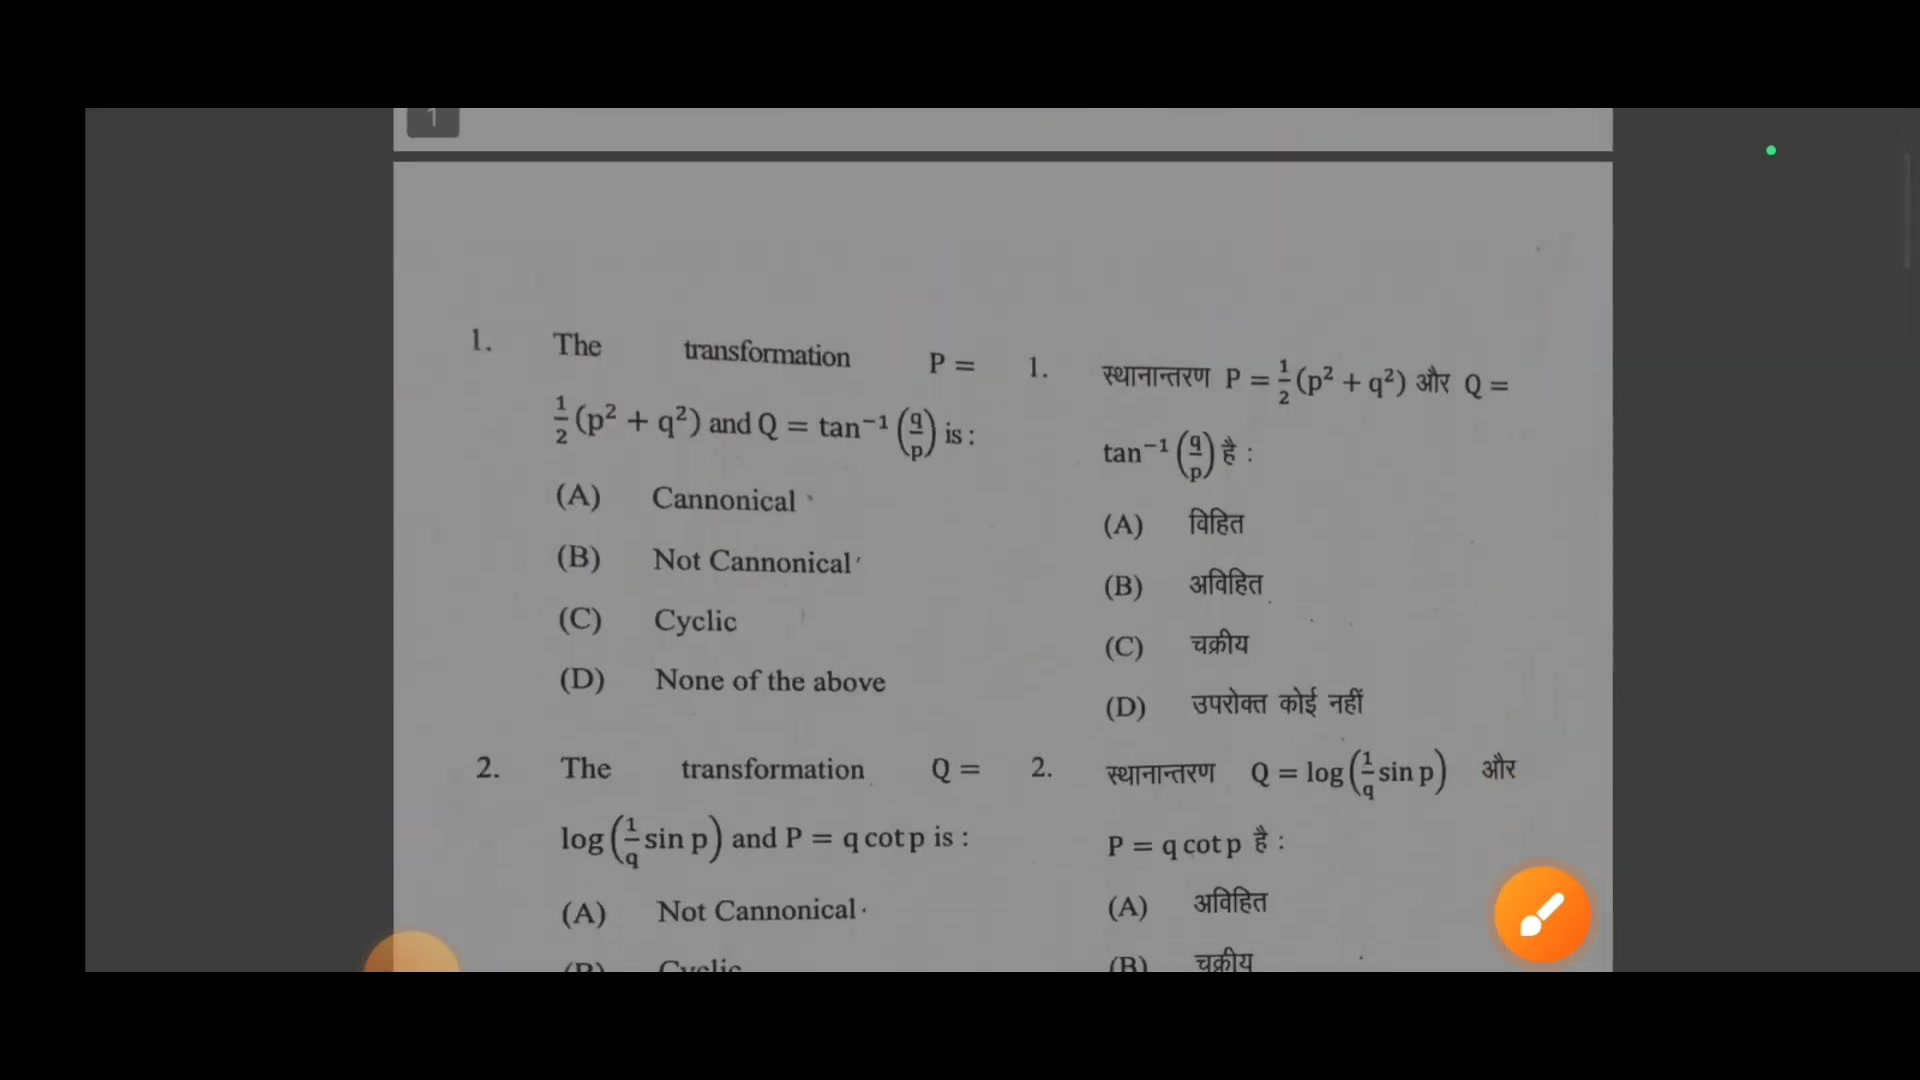 1
1. The transformation P =
½(p² + q²) and Q = tan⁻¹(q/p) is :
(A) Cannonical
(B) Not Cannonical
(C) Cyclic
(D) None of the above
2. The transformation Q =
log(1/q sin p) and P = q cot p is :
(A) Not Cannonical
(B) Cyclic
1. स्थानान्तरण P = ½(p² + q²) और Q =
tan⁻¹(q/p) है :
(A) विहित
(B) अविहित
(C) चक्रीय
(D) उपरोक्त कोई नहीं
2. स्थानान्तरण Q = log(1/q sin p) और
P = q cot p है :
(A) अविहित
(B) चक्रीय